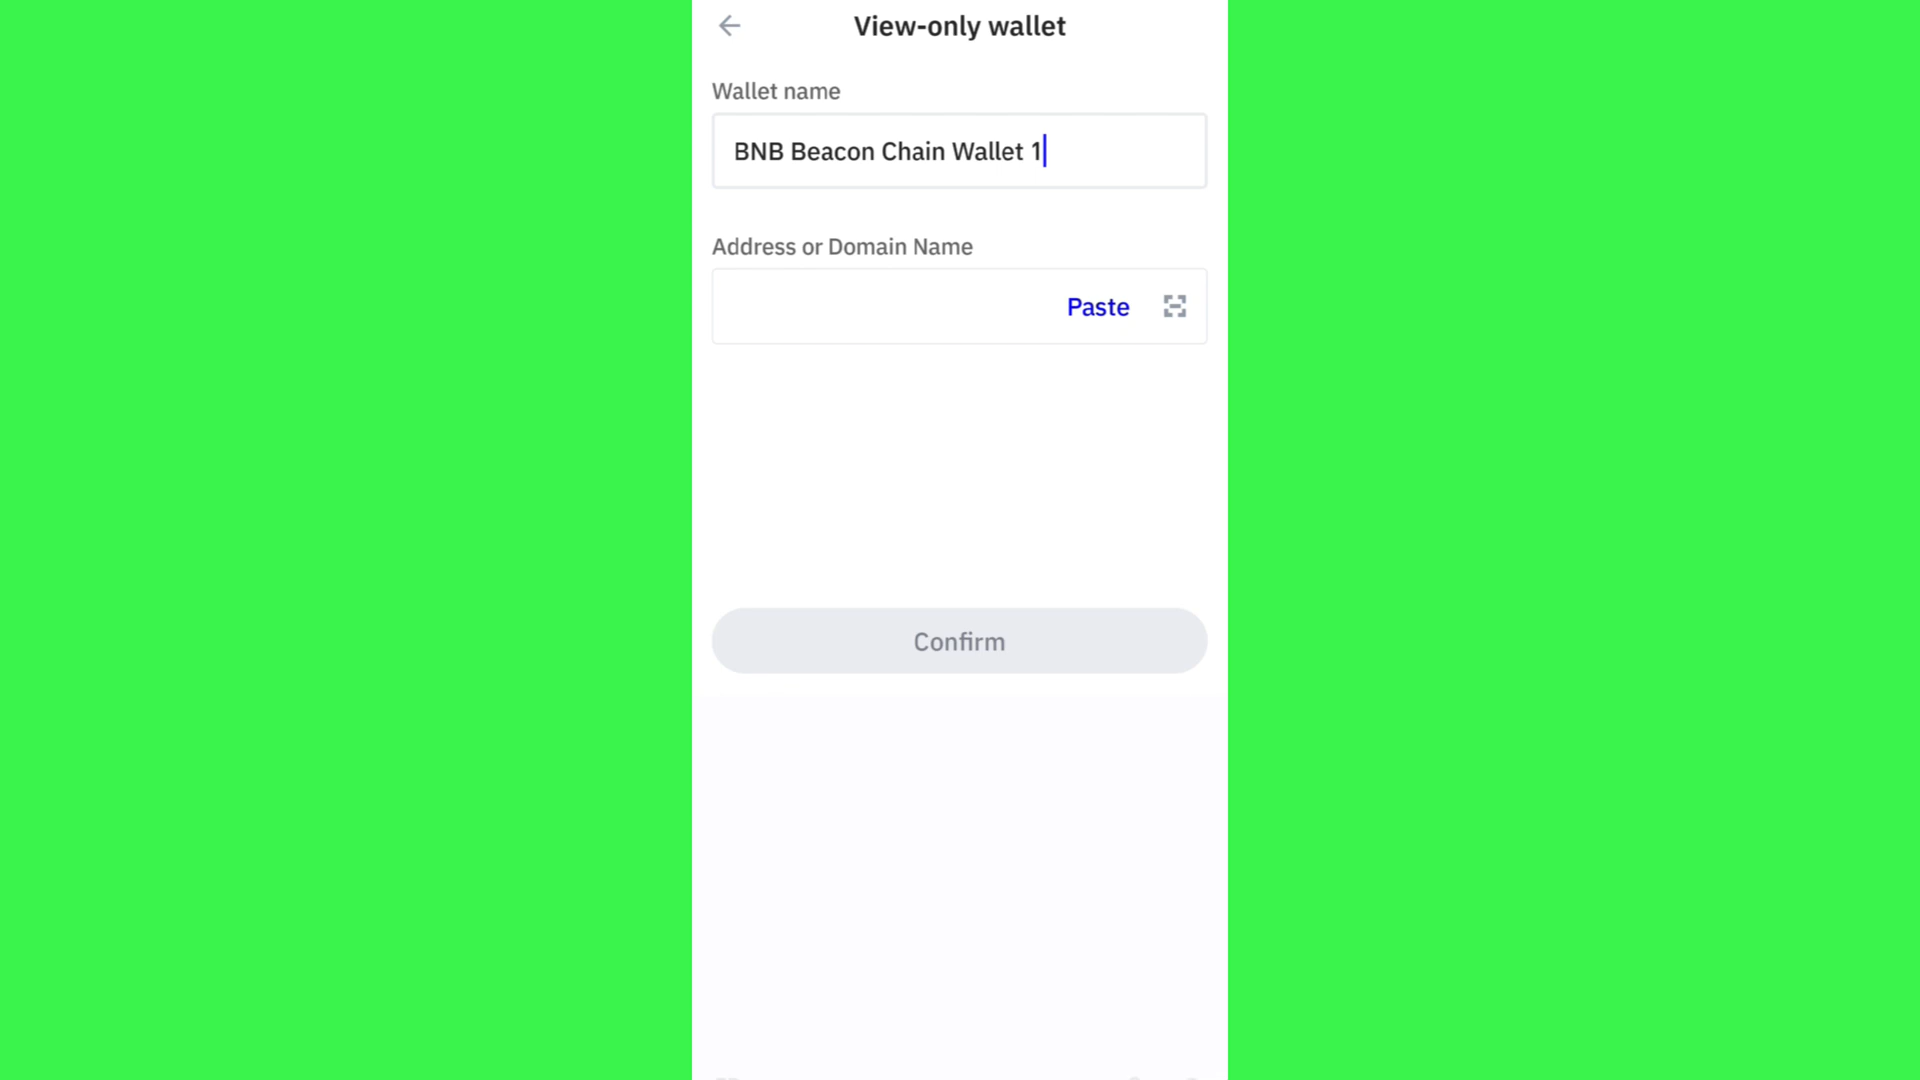 View-only wallet
Wallet name
BNB Beacon Chain Wallet 1
Address or Domain Name
Paste
Confirm